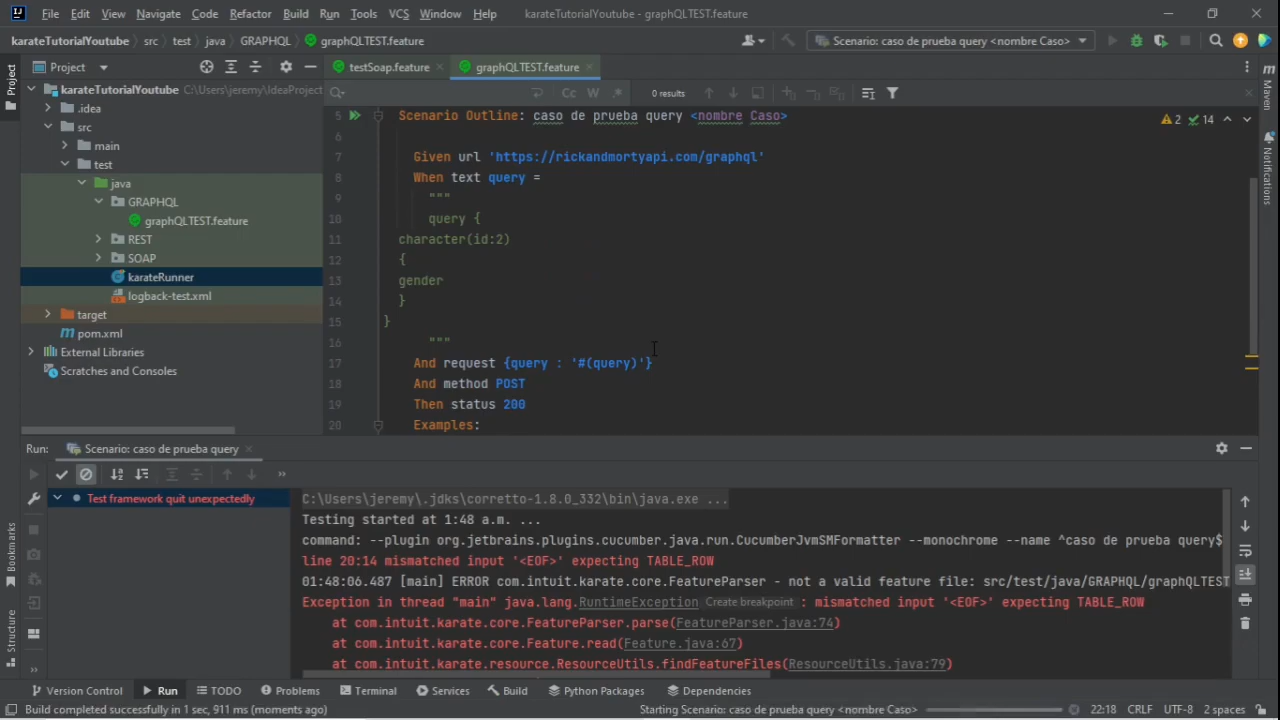 File Edit View Navigate Code Refactor Build Run Tools VCS Window Help karateTutorialYoutube - graphQLTEST.feature
karateTutorialYoutube src test java GRAPHQL graphQLTEST.feature Scenario: caso de prueba query <nombre Caso>
Project testSoap.feature graphQLTEST.feature
karateTutorialYoutube C:\Users\jeremy\IdeaProject
.idea
src
main
test
java
GRAPHQL
graphQLTEST.feature
REST
SOAP
karateRunner
logback-test.xml
target
pom.xml
External Libraries
Scratches and Consoles
Cc W .* 0 results
2 14
5 Scenario Outline: caso de prueba query <nombre Caso>
6
7 Given url 'https://rickandmortyapi.com/graphql'
8 When text query =
9 """
10 query {
11 character(id:2)
12 {
13 gender
14 }
15 }
16 """
17 And request {query : '#(query)'}
18 And method POST
19 Then status 200
20 Examples:
Project
Bookmarks
Structure
Maven
Notifications
Run: Scenario: caso de prueba query
Test framework quit unexpectedly
C:\Users\jeremy\.jdks\corretto-1.8.0_332\bin\java.exe ...
Testing started at 1:48 a.m. ...
command: --plugin org.jetbrains.plugins.cucumber.java.run.CucumberJvmSMFormatter --monochrome --name ^caso de prueba query$
line 20:14 mismatched input '<EOF>' expecting TABLE_ROW
01:48:06.487 [main] ERROR com.intuit.karate.core.FeatureParser - not a valid feature file: src/test/java/GRAPHQL/graphQLTEST
Exception in thread "main" java.lang.RuntimeException Create breakpoint : mismatched input '<EOF>' expecting TABLE_ROW
at com.intuit.karate.core.FeatureParser.parse(FeatureParser.java:74)
at com.intuit.karate.core.Feature.read(Feature.java:67)
at com.intuit.karate.resource.ResourceUtils.findFeatureFiles(ResourceUtils.java:79)
Version Control Run TODO Problems Terminal Services Build Python Packages Dependencies
Build completed successfully in 1 sec, 911 ms (moments ago) Starting Scenario: caso de prueba query <nombre Caso> 22:18 CRLF UTF-8 2 spaces